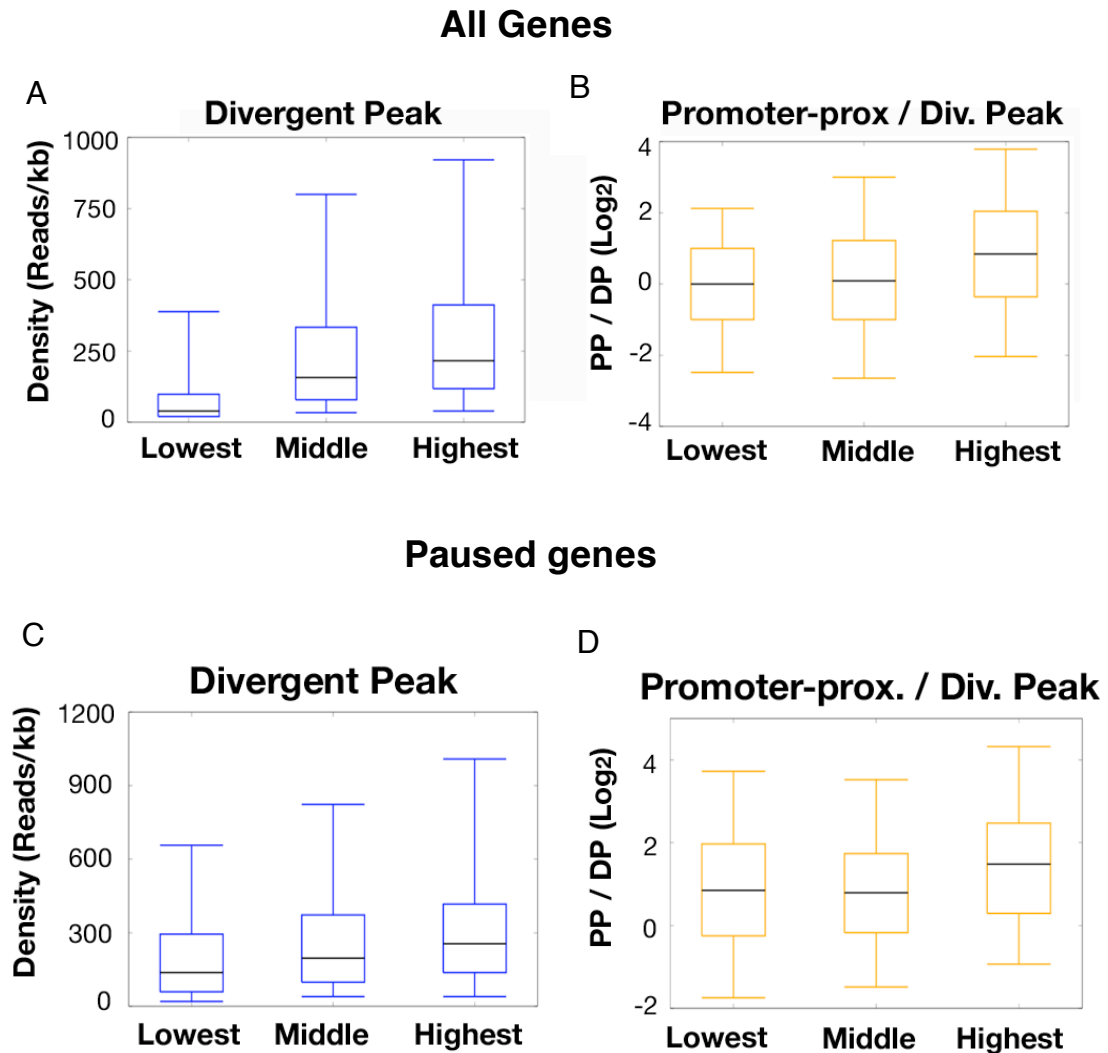 All Genes
A
B
Divergent Peak
Promoter-prox / Div. Peak
Density (Reads/kb)
1000
750
500
250
0
Lowest Middle Highest
PP / DP (Log2)
4
2
0
-2
-4
Lowest Middle Highest
Paused genes
C
D
Divergent Peak
Promoter-prox. / Div. Peak
Density (Reads/kb)
1200
900
600
300
0
Lowest Middle Highest
PP / DP (Log2)
4
2
0
-2
Lowest Middle Highest